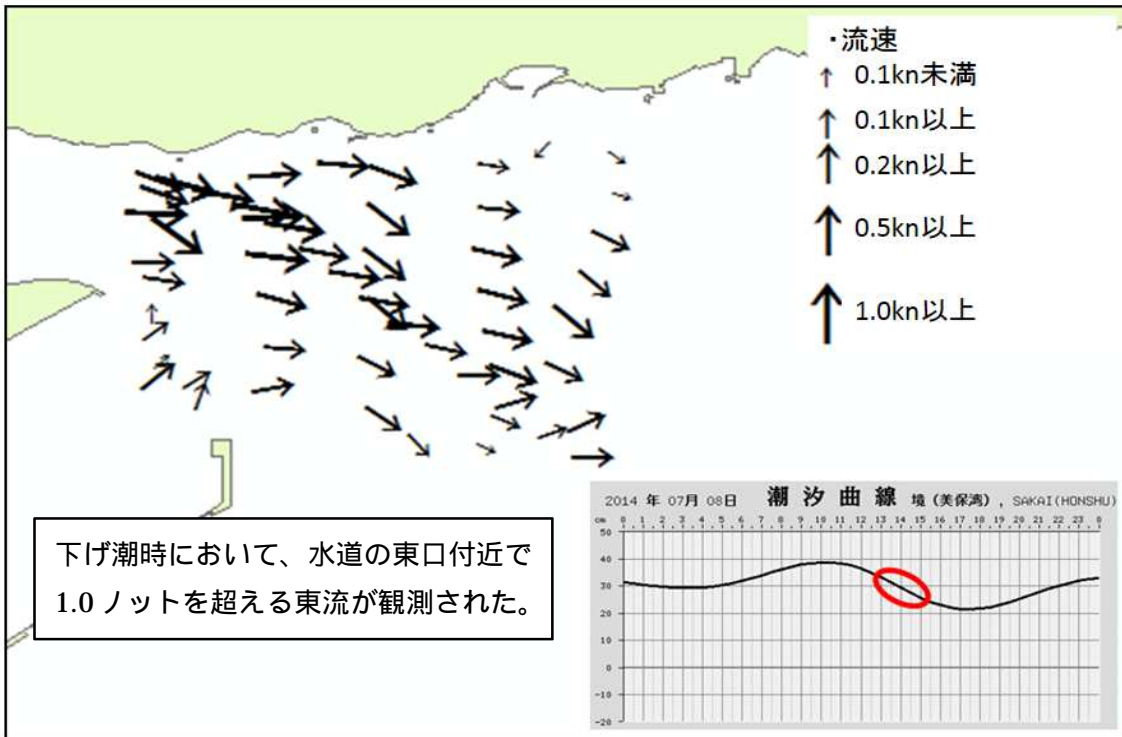 ・流速
0.1kn未満
0.1kn以上
0.2kn以上
0.5kn以上
1.0kn以上
下げ潮時において、水道の東口付近で
1.0 ノットを超える東流が観測された。
2014 年 07月 08日 潮 汐 曲 線 境 (美保湾) , SAKAI(HONSHU)
cm 0 1 2 3 4 5 6 7 8 9 10 11 12 13 14 15 16 17 18 19 20 21 22 23 0
50
40
30
20
10
0
-10
-20